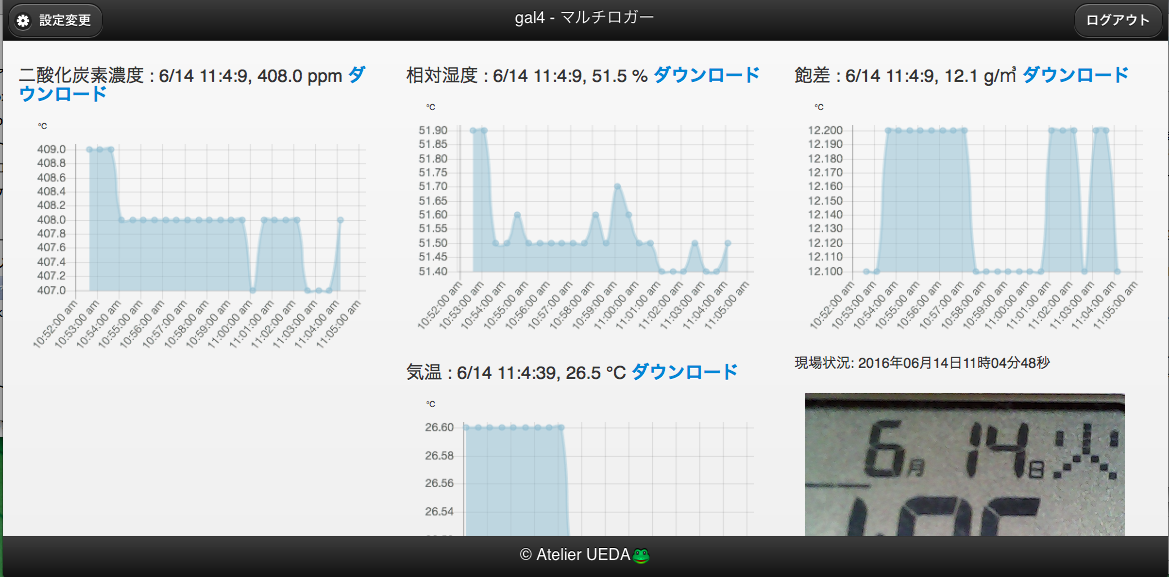 設定変更
gal4 - マルチロガー
ログアウト
二酸化炭素濃度 : 6/14 11:4:9, 408.0 ppm ダ
ウンロード
℃
409.0
408.8
408.6
408.4
408.2
408.0
407.8
407.6
407.4
407.2
407.0
10:52:00 am
10:53:00 am
10:54:00 am
10:55:00 am
10:56:00 am
10:57:00 am
10:58:00 am
10:59:00 am
11:00:00 am
11:01:00 am
11:02:00 am
11:03:00 am
11:04:00 am
11:05:00 am
相対湿度 : 6/14 11:4:9, 51.5 % ダウンロード
℃
51.90
51.85
51.80
51.75
51.70
51.65
51.60
51.55
51.50
51.45
51.40
10:52:00 am
10:53:00 am
10:54:00 am
10:55:00 am
10:56:00 am
10:57:00 am
10:58:00 am
10:59:00 am
11:00:00 am
11:01:00 am
11:02:00 am
11:03:00 am
11:04:00 am
11:05:00 am
飽差 : 6/14 11:4:9, 12.1 g/㎥ ダウンロード
℃
12.200
12.190
12.180
12.170
12.160
12.150
12.140
12.130
12.120
12.110
12.100
10:52:00 am
10:53:00 am
10:54:00 am
10:55:00 am
10:56:00 am
10:57:00 am
10:58:00 am
10:59:00 am
11:00:00 am
11:01:00 am
11:02:00 am
11:03:00 am
11:04:00 am
11:05:00 am
気温 : 6/14 11:4:39, 26.5 °C ダウンロード
℃
26.60
26.58
26.56
26.54
現場状況: 2016年06月14日11時04分48秒
6月 14日 火
© Atelier UEDA